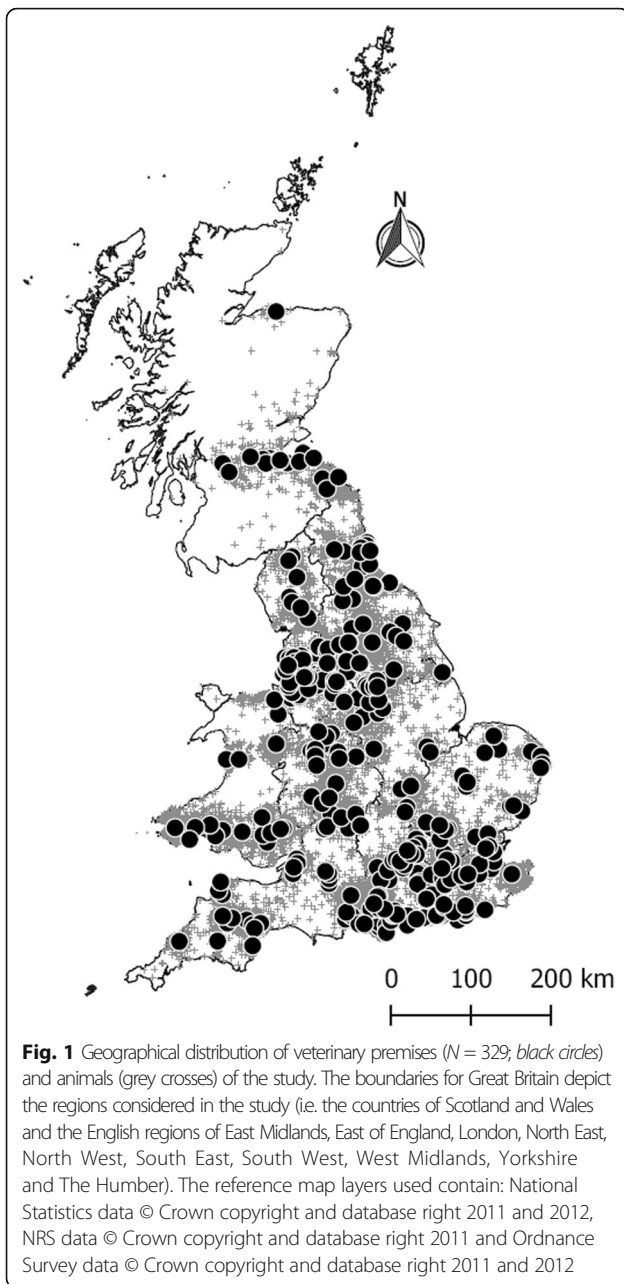 N
0 100 200 km
Fig. 1 Geographical distribution of veterinary premises (N = 329; black circles)
and animals (grey crosses) of the study. The boundaries for Great Britain depict
the regions considered in the study (i.e. the countries of Scotland and Wales
and the English regions of East Midlands, East of England, London, North East,
North West, South East, South West, West Midlands, Yorkshire
and The Humber). The reference map layers used contain: National
Statistics data © Crown copyright and database right 2011 and 2012,
NRS data © Crown copyright and database right 2011 and Ordnance
Survey data © Crown copyright and database right 2011 and 2012